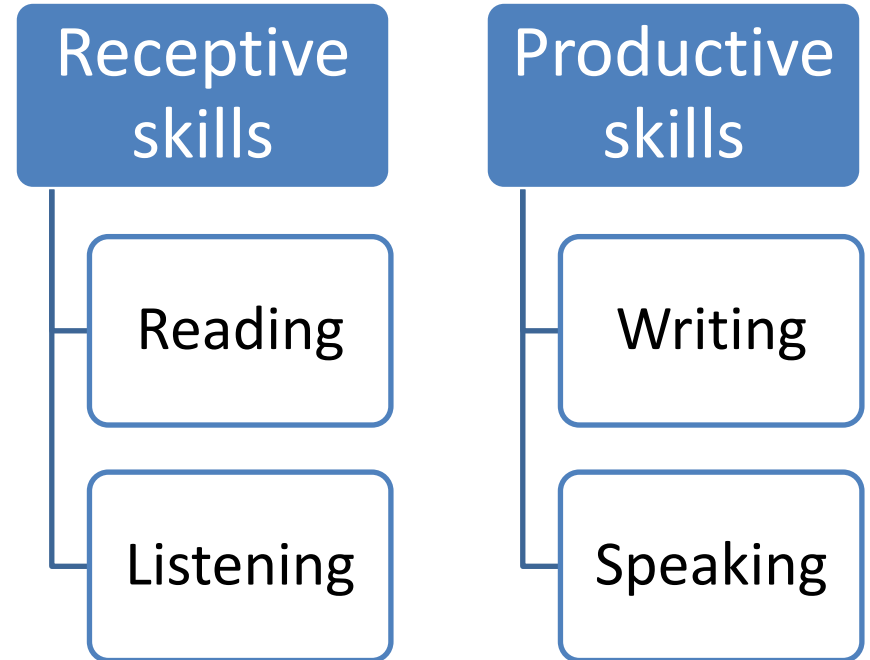 Receptive
skills
Reading
Listening
Productive
skills
Writing
Speaking